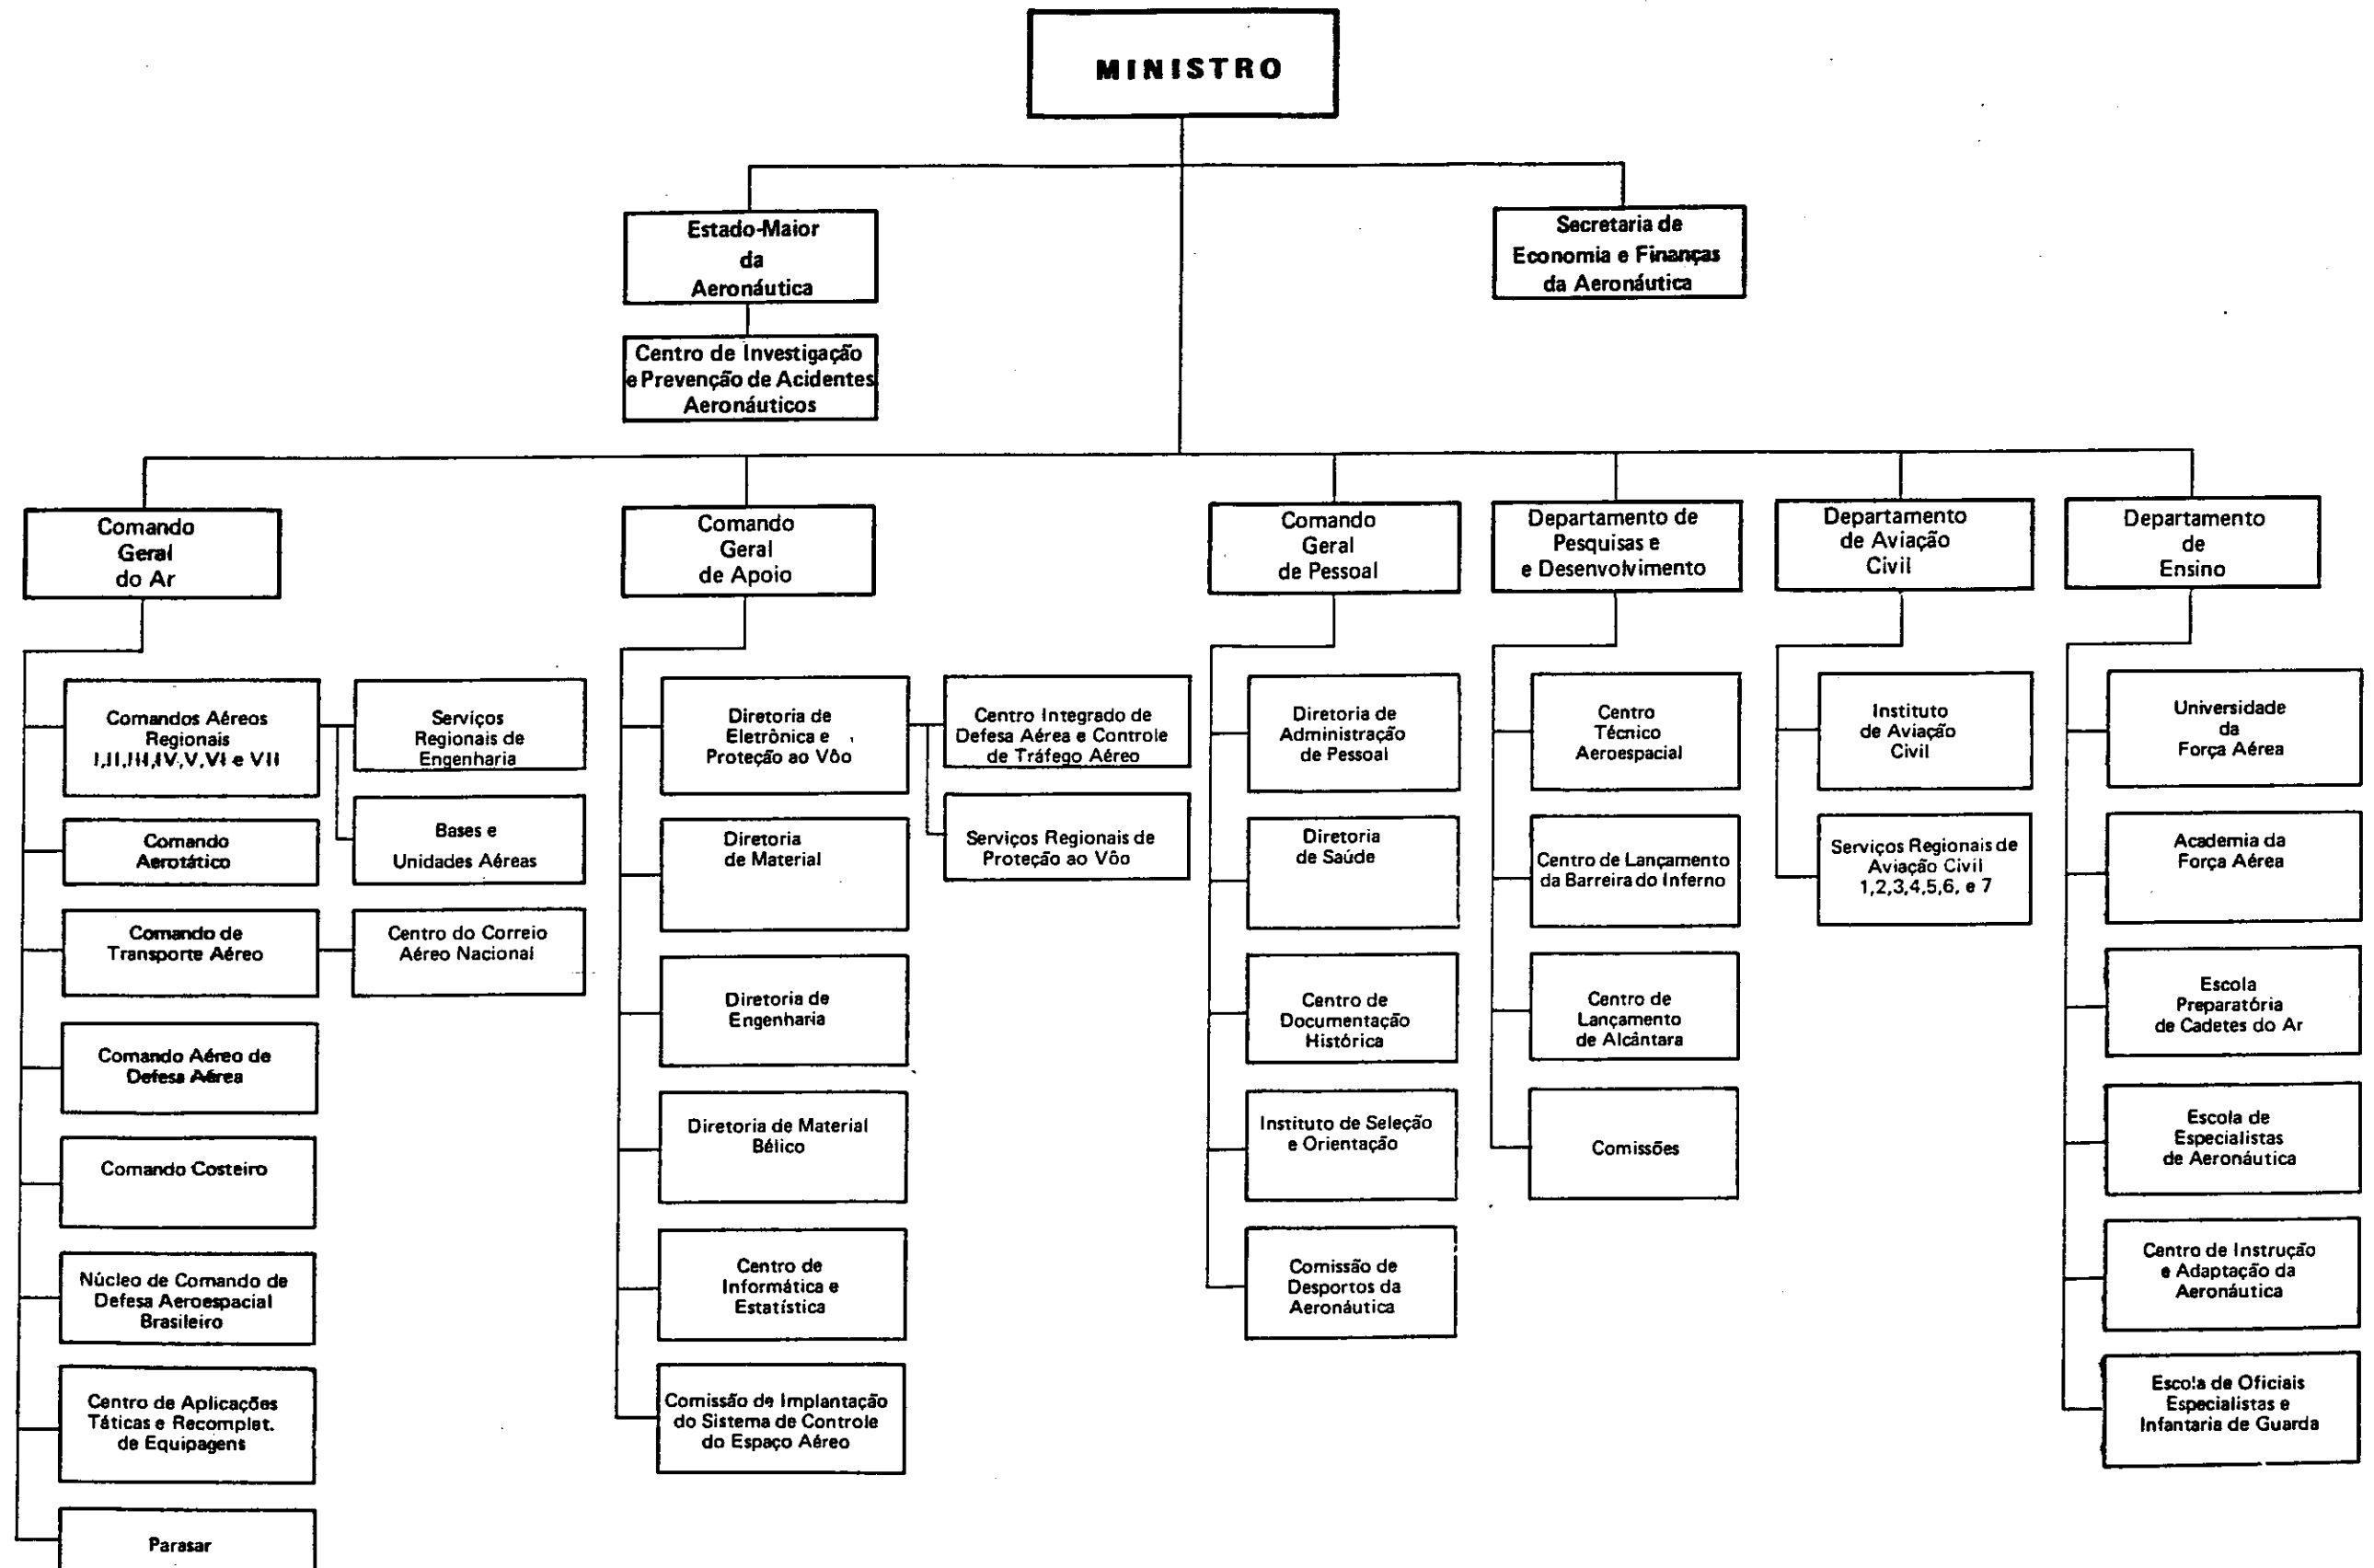 MINISTRO
Estado-Maior
da
Aeronáutica
Secretaria de
Economia e Finanças
da Aeronáutica
Centro de Investigação
e Prevenção de Acidentes
Aeronáuticos
Comando
Geral
do Ar
Comando
Geral
de Apoio
Comando
Geral
de Pessoal
Departamento de
Pesquisas e
e Desenvolvimento
Departamento
de Aviação
Civil
Departamento
de
Ensino
Comandos Aéreos
Regionais
I,II,III,IV,V,VI e VII
Serviços
Regionais de
Engenharia
Bases e
Unidades Aéreas
Comando
Aerotático
Comando de
Transporte Aéreo
Centro do Correio
Aéreo Nacional
Comando Aéreo de
Defesa Aérea
Comando Costeiro
Núcleo de Comando de
Defesa Aeroespacial
Brasileiro
Centro de Aplicações
Táticas e Recomplet.
de Equipagens
Parasar
Diretoria de
Eletrônica e
Proteção ao Vôo
Centro Integrado de
Defesa Aérea e Controle
de Tráfego Aéreo
Serviços Regionais de
Proteção ao Vôo
Diretoria
de Material
Diretoria de
Engenharia
Diretoria de Material
Bélico
Centro de
Informática e
Estatística
Comissão de Implantação
do Sistema de Controle
do Espaço Aéreo
Diretoria de
Administração
de Pessoal
Diretoria
de Saúde
Centro de
Documentação
Histórica
Instituto de Seleção
e Orientação
Comissão de
Desportos da
Aeronáutica
Centro
Técnico
Aeroespacial
Centro de Lançamento
da Barreira do Inferno
Centro de
Lançamento
de Alcântara
Comissões
Instituto
de Aviação
Civil
Serviços Regionais de
Aviação Civil
1,2,3,4,5,6, e 7
Universidade
da
Força Aérea
Academia da
Força Aérea
Escola
Preparatória
de Cadetes do Ar
Escola de
Especialistas
de Aeronáutica
Centro de Instrução
e Adaptação da
Aeronáutica
Escola de Oficiais
Especialistas e
Infantaria de Guarda